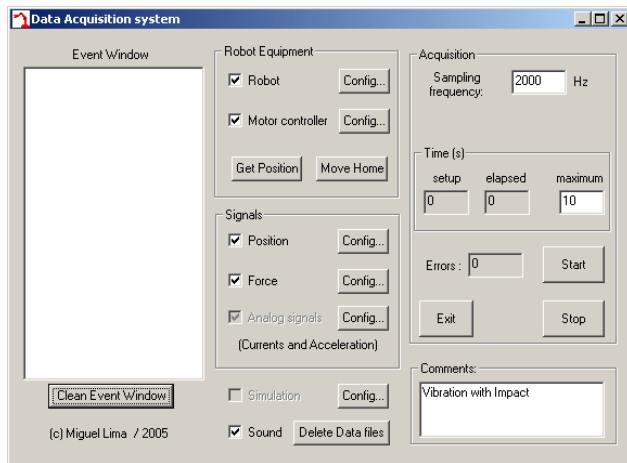 Data Acquisition system
Event Window
Clean Event Window
(c) Miguel Lima / 2005
Robot Equipment
Robot
Config...
Motor controller
Config...
Get Position
Move Home
Signals
Position
Config...
Force
Config...
Analog signals
Config...
(Currents and Acceleration)
Simulation
Config...
Sound
Delete Data files
Acquisition
Sampling
frequency:
2000
Hz
Time (s)
setup
elapsed
maximum
0
0
10
Errors :
0
Start
Exit
Stop
Comments:
Vibration with Impact